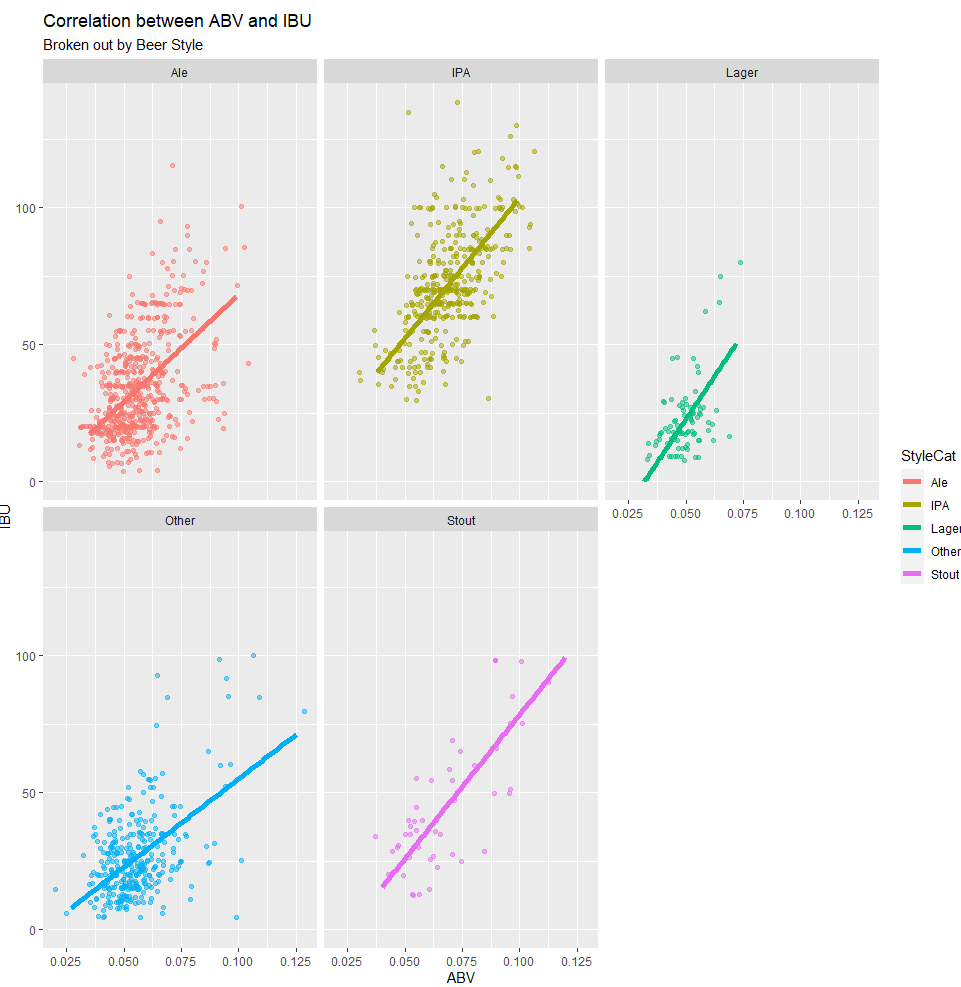 Correlation between ABV and IBU
Broken out by Beer Style
Ale
IPA
Lager
100
50
0
0.025 0.050 0.075 0.100 0.125
IBU
Other
Stout
100
50
0
0.025 0.050 0.075 0.100 0.125
0.025 0.050 0.075 0.100 0.125
ABV
StyleCat
Ale
IPA
Lager
Other
Stout